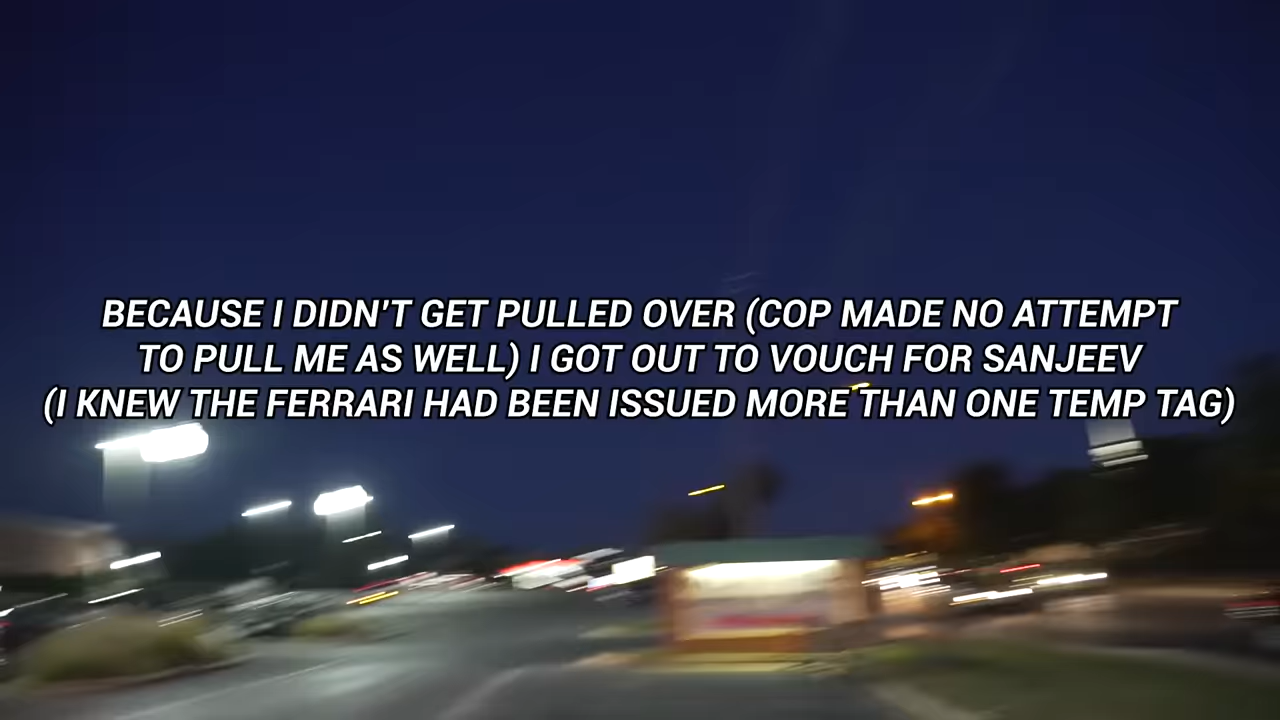 BECAUSE I DIDN'T GET PULLED OVER (COP MADE NO ATTEMPT
TO PULL ME AS WELL) I GOT OUT TO VOUCH FOR SANJEEV
(I KNEW THE FERRARI HAD BEEN ISSUED MORE THAN ONE TEMP TAG)